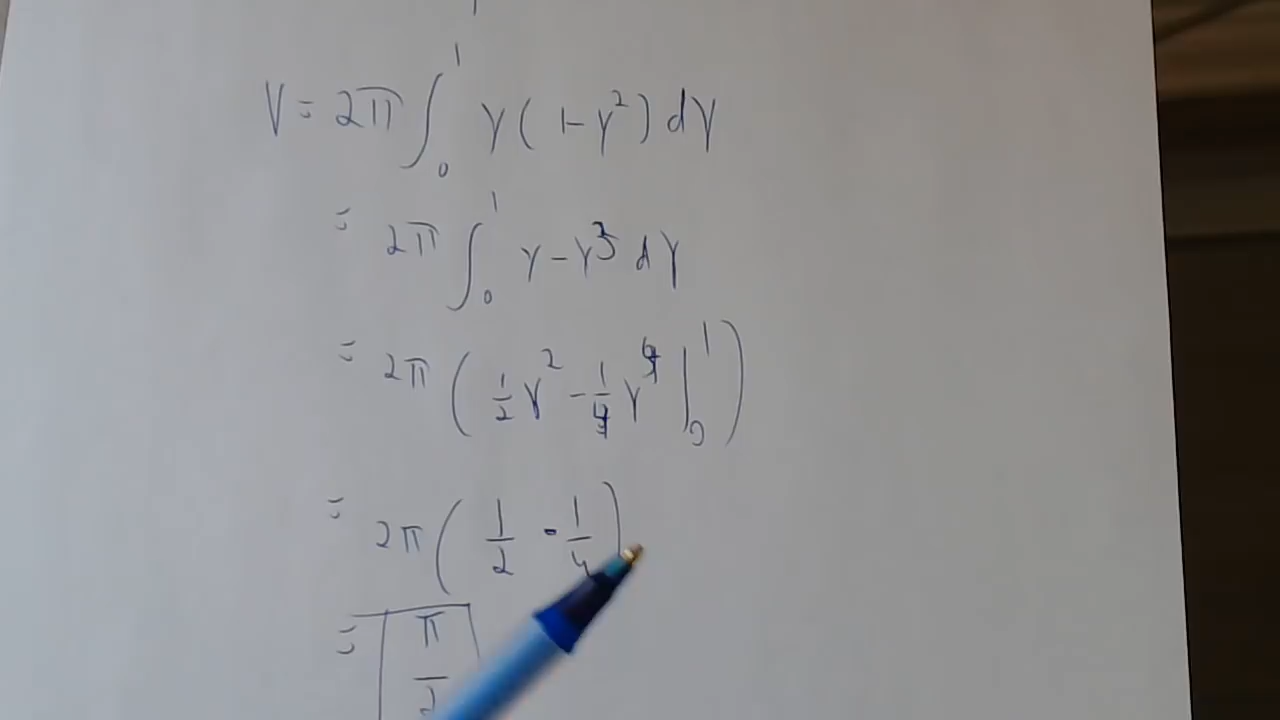 V = 2π ∫₀¹ y(1-y²) dy
= 2π ∫₀¹ y-y³ dy
= 2π ( 1/2 y² - 1/4 y⁴ |₀¹ )
= 2π ( 1/2 - 1/4 )
= π/2